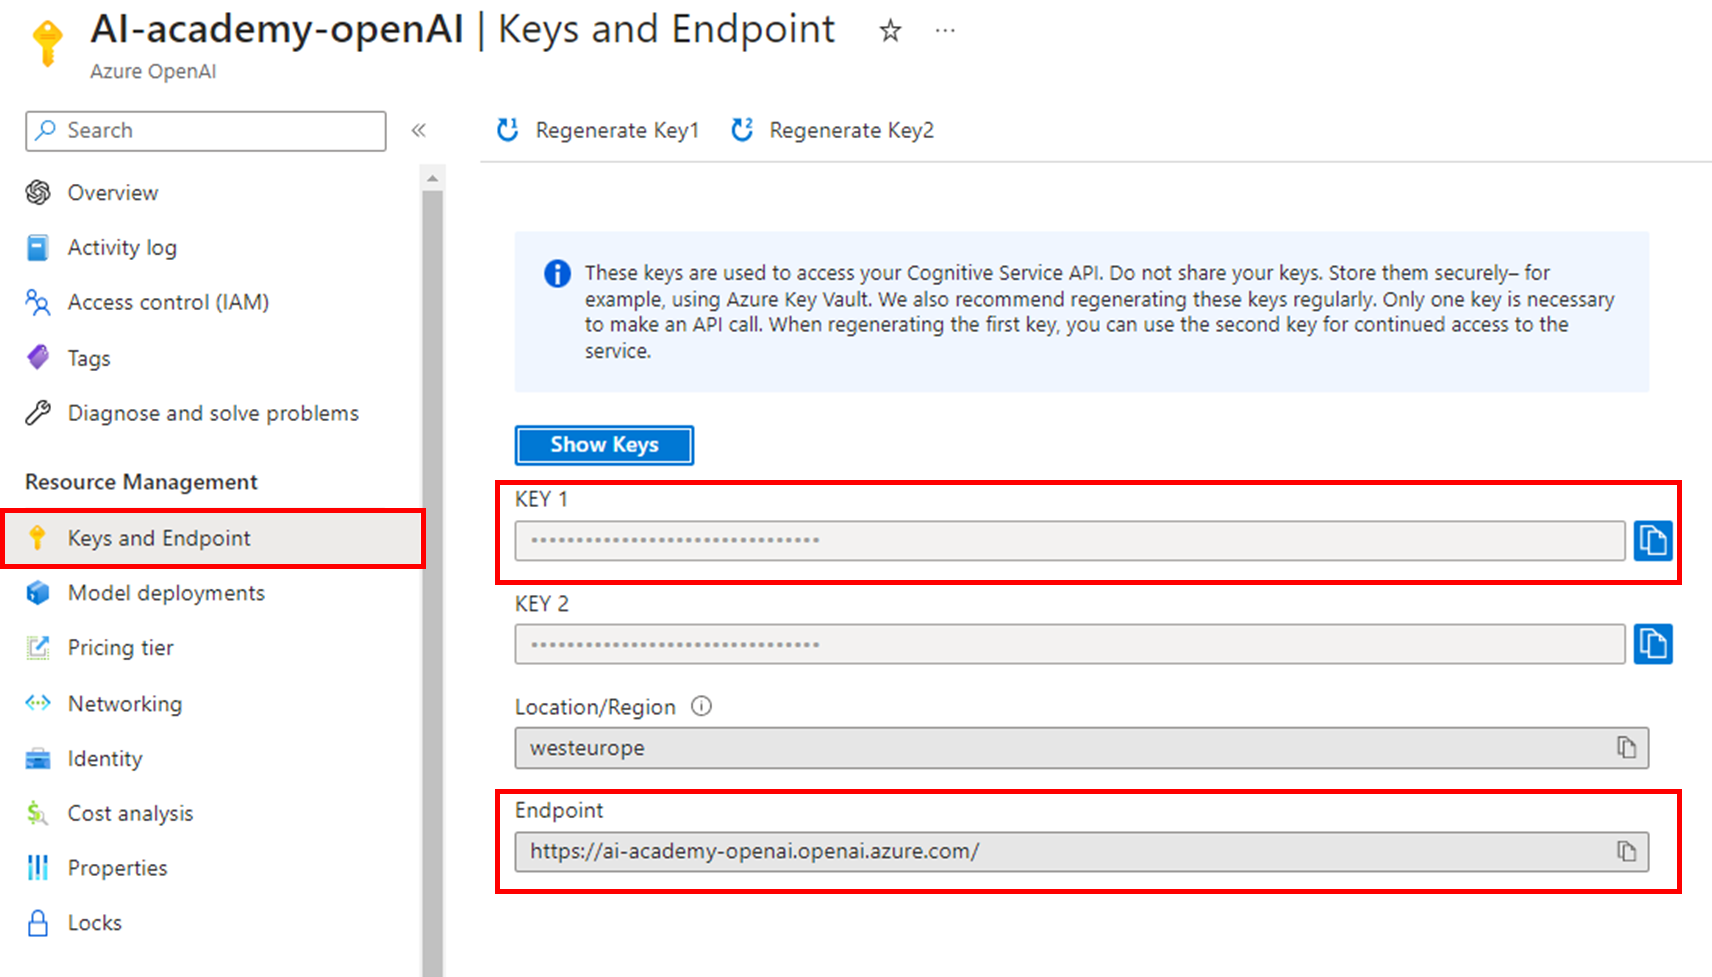 AI-academy-openAI | Keys and Endpoint
Azure OpenAI
Search
Regenerate Key1
Regenerate Key2
Overview
Activity log
Access control (IAM)
Tags
Diagnose and solve problems
Resource Management
Keys and Endpoint
Model deployments
Pricing tier
Networking
Identity
Cost analysis
Properties
Locks
These keys are used to access your Cognitive Service API. Do not share your keys. Store them securely– for
example, using Azure Key Vault. We also recommend regenerating these keys regularly. Only one key is necessary
to make an API call. When regenerating the first key, you can use the second key for continued access to the
service.
Show Keys
KEY 1
KEY 2
Location/Region
westeurope
Endpoint
https://ai-academy-openai.openai.azure.com/